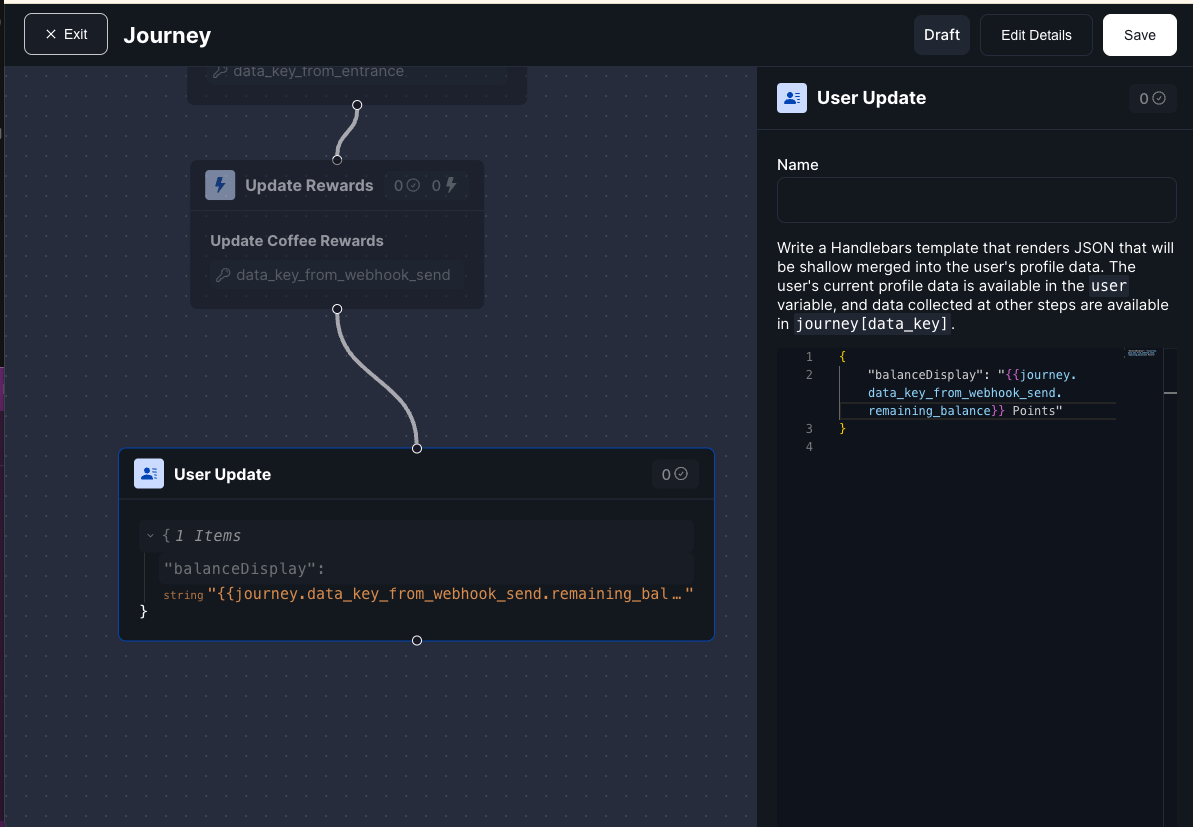 Exit
Journey
Draft
Edit Details
Save
data_key_from_entrance
Update Rewards
0
0
Update Coffee Rewards
data_key_from_webhook_send
User Update
0
{ 1 Items
"balanceDisplay":
string "{{journey.data_key_from_webhook_send.remaining_bal…"
}
User Update
0
Name
Write a Handlebars template that renders JSON that will
be shallow merged into the user's profile data. The
user's current profile data is available in the user
variable, and data collected at other steps are available
in journey[data_key].
1 {
2 "balanceDisplay": "{{journey.
data_key_from_webhook_send.
remaining_balance}} Points"
3 }
4